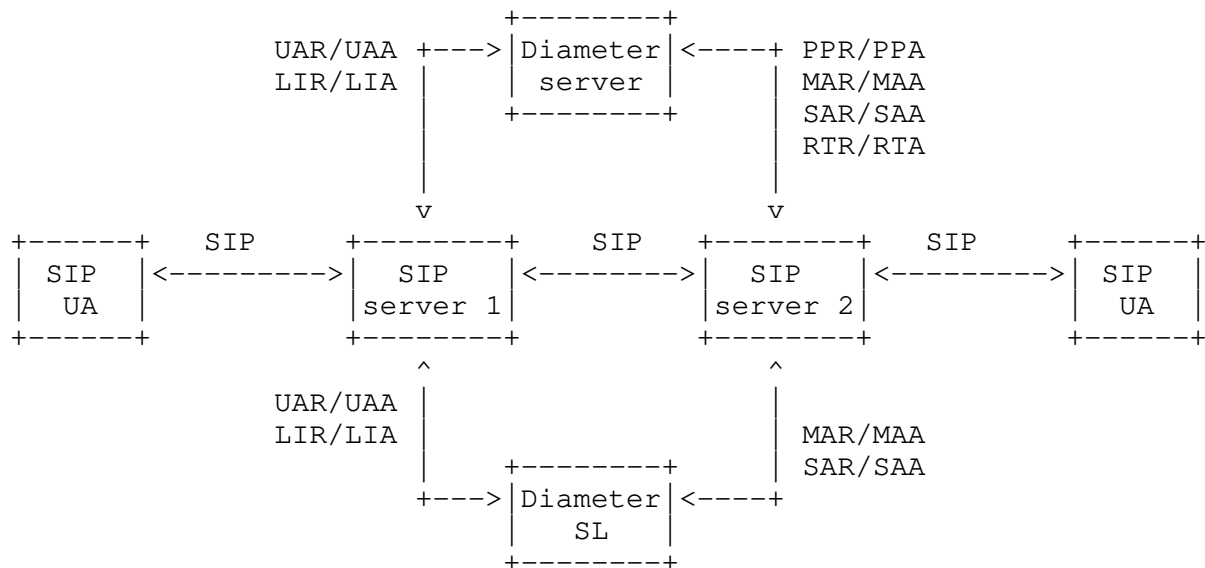 +--------+
UAR/UAA +--->|Diameter|<----+ PPR/PPA
LIR/LIA | | server | | MAR/MAA
| +--------+ | SAR/SAA
| | RTR/RTA
| |
v v
+------+ SIP +--------+ SIP +--------+ SIP +------+
| SIP |<--------->| SIP |<------->| SIP |<--------->| SIP |
| UA | |server 1| |server 2| | UA |
+------+ +--------+ +--------+ +------+
^ ^
UAR/UAA | |
LIR/LIA | | MAR/MAA
| +--------+ | SAR/SAA
+--->|Diameter|<----+
| SL |
+--------+